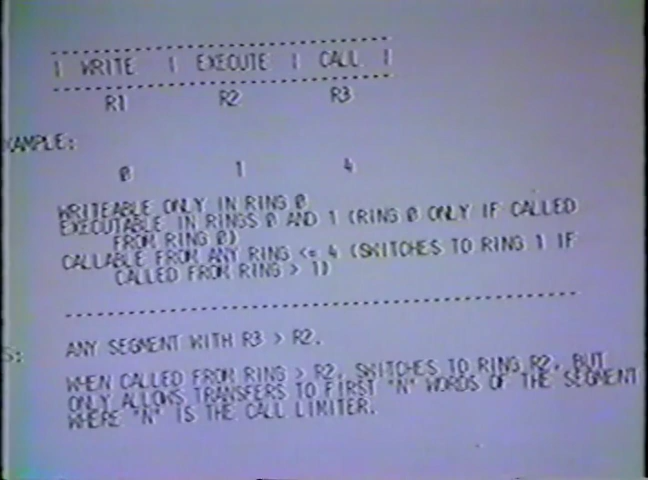 | WRITE | EXECUTE | CALL |
R1 R2 R3
XAMPLE:
0 1 4
WRITEABLE ONLY IN RING 0
EXECUTABLE IN RINGS 0 AND 1 (RING 0 ONLY IF CALLED
FROM RING 0)
CALLABLE FROM ANY RING <= 4 (SWITCHES TO RING 1 IF
CALLED FROM RING > 1)
S: ANY SEGMENT WITH R3 > R2.
WHEN CALLED FROM RING > R2, SWITCHES TO RING R2, BUT
ONLY ALLOWS TRANSFERS TO FIRST "N" WORDS OF THE SEGMENT
WHERE "N" IS THE CALL LIMITER.